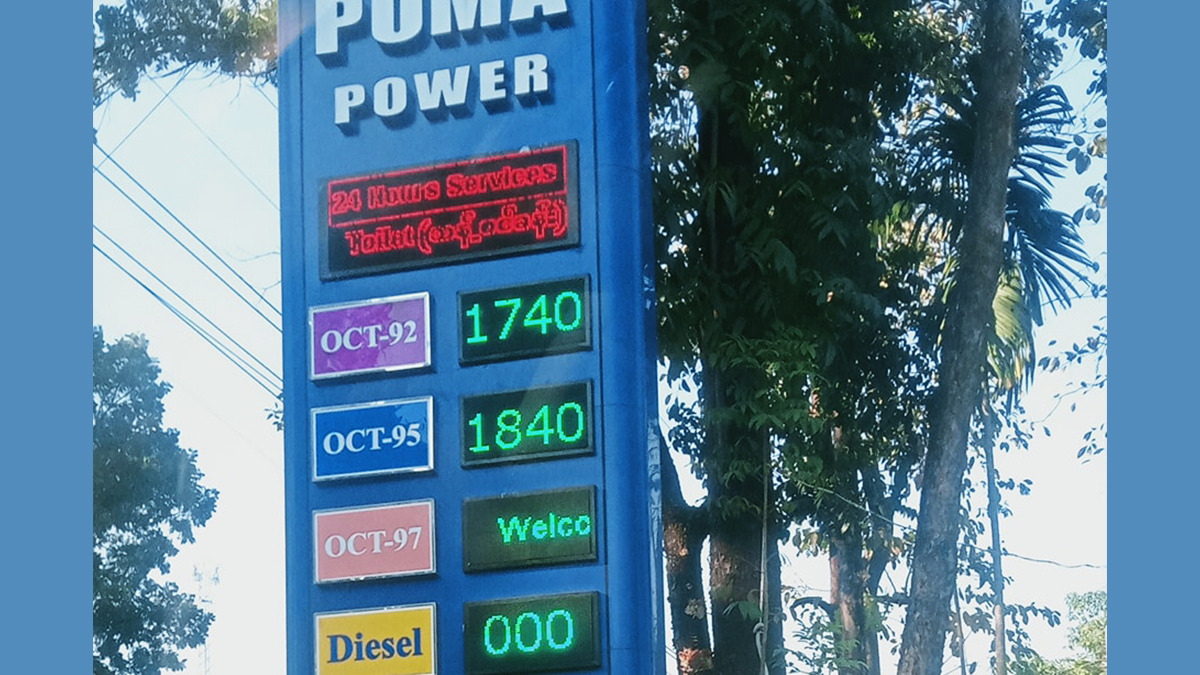 PUMA
POWER
24 Hours Services
Toilet (
OCT-92 1740
OCT-95 1840
OCT-97 Welco
Diesel 000